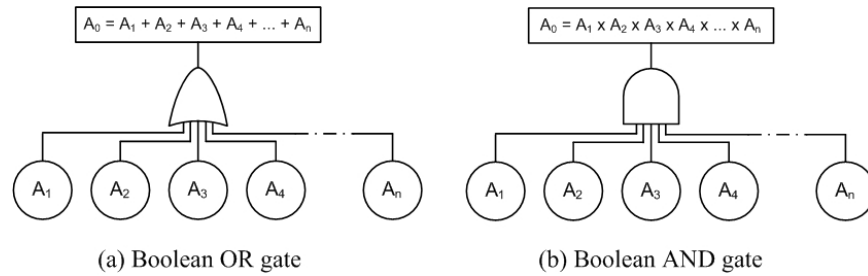 A₀ = A₁ + A₂ + A₃ + A₄ + ... + Aₙ
A₁ A₂ A₃ A₄ Aₙ
(a) Boolean OR gate
A₀ = A₁ x A₂ x A₃ x A₄ x ... x Aₙ
A₁ A₂ A₃ A₄ Aₙ
(b) Boolean AND gate